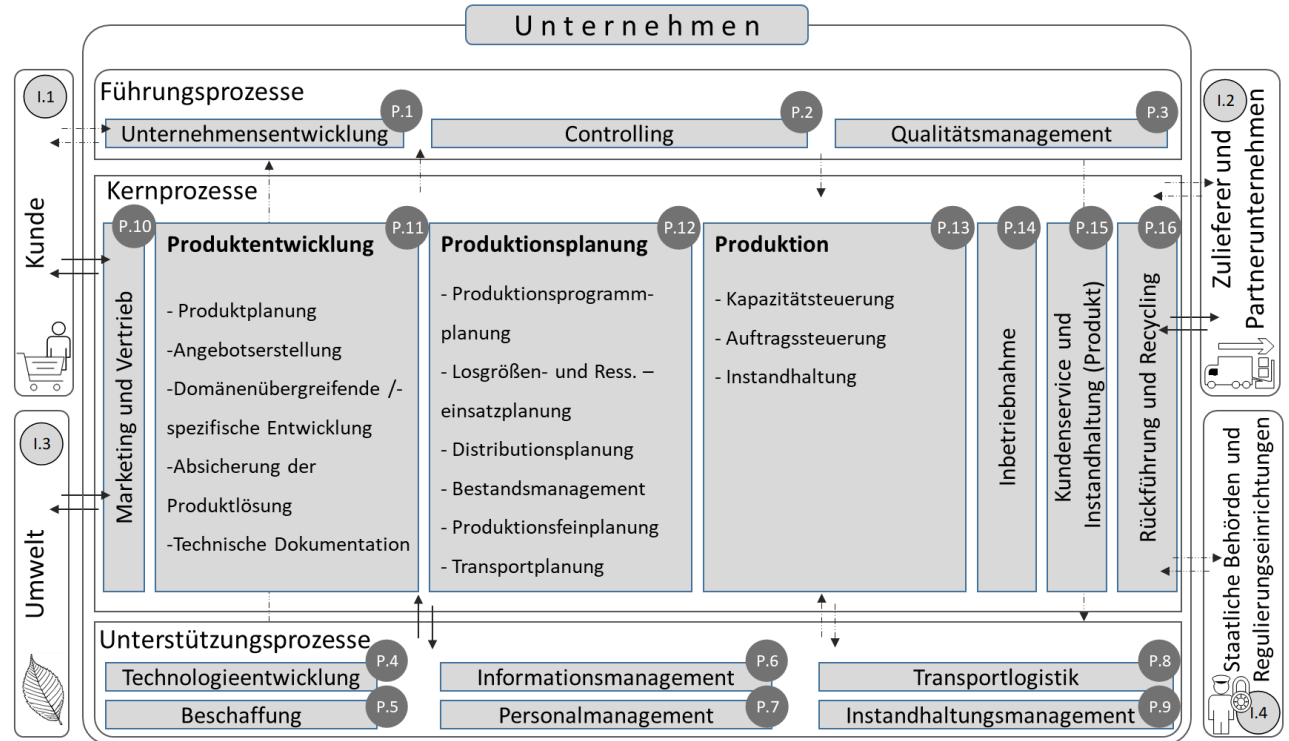 Unternehmen
I.1
Kunde
I.3
Umwelt
Führungsprozesse
P.1
Unternehmensentwicklung
P.2
Controlling
P.3
Qualitätsmanagement
Kernprozesse
P.10
Marketing und Vertrieb
P.11
Produktentwicklung
- Produktplanung
-Angebotserstellung
-Domänenübergreifende /-
spezifische Entwicklung
-Absicherung der
Produktlösung
-Technische Dokumentation
P.12
Produktionsplanung
- Produktionsprogramm-
planung
- Losgrößen- und Ress. –
einsatzplanung
- Distributionsplanung
- Bestandsmanagement
- Produktionsfeinplanung
- Transportplanung
P.13
Produktion
- Kapazitätsteuerung
- Auftragssteuerung
- Instandhaltung
P.14
Inbetriebnahme
P.15
Kundenservice und
Instandhaltung (Produkt)
P.16
Rückführung und Recycling
Unterstützungsprozesse
P.4
Technologieentwicklung
P.5
Beschaffung
P.6
Informationsmanagement
P.7
Personalmanagement
P.8
Transportlogistik
P.9
Instandhaltungsmanagement
I.2
Zulieferer und
Partnerunternehmen
Staatliche Behörden und
Regulierungseinrichtungen
I.4